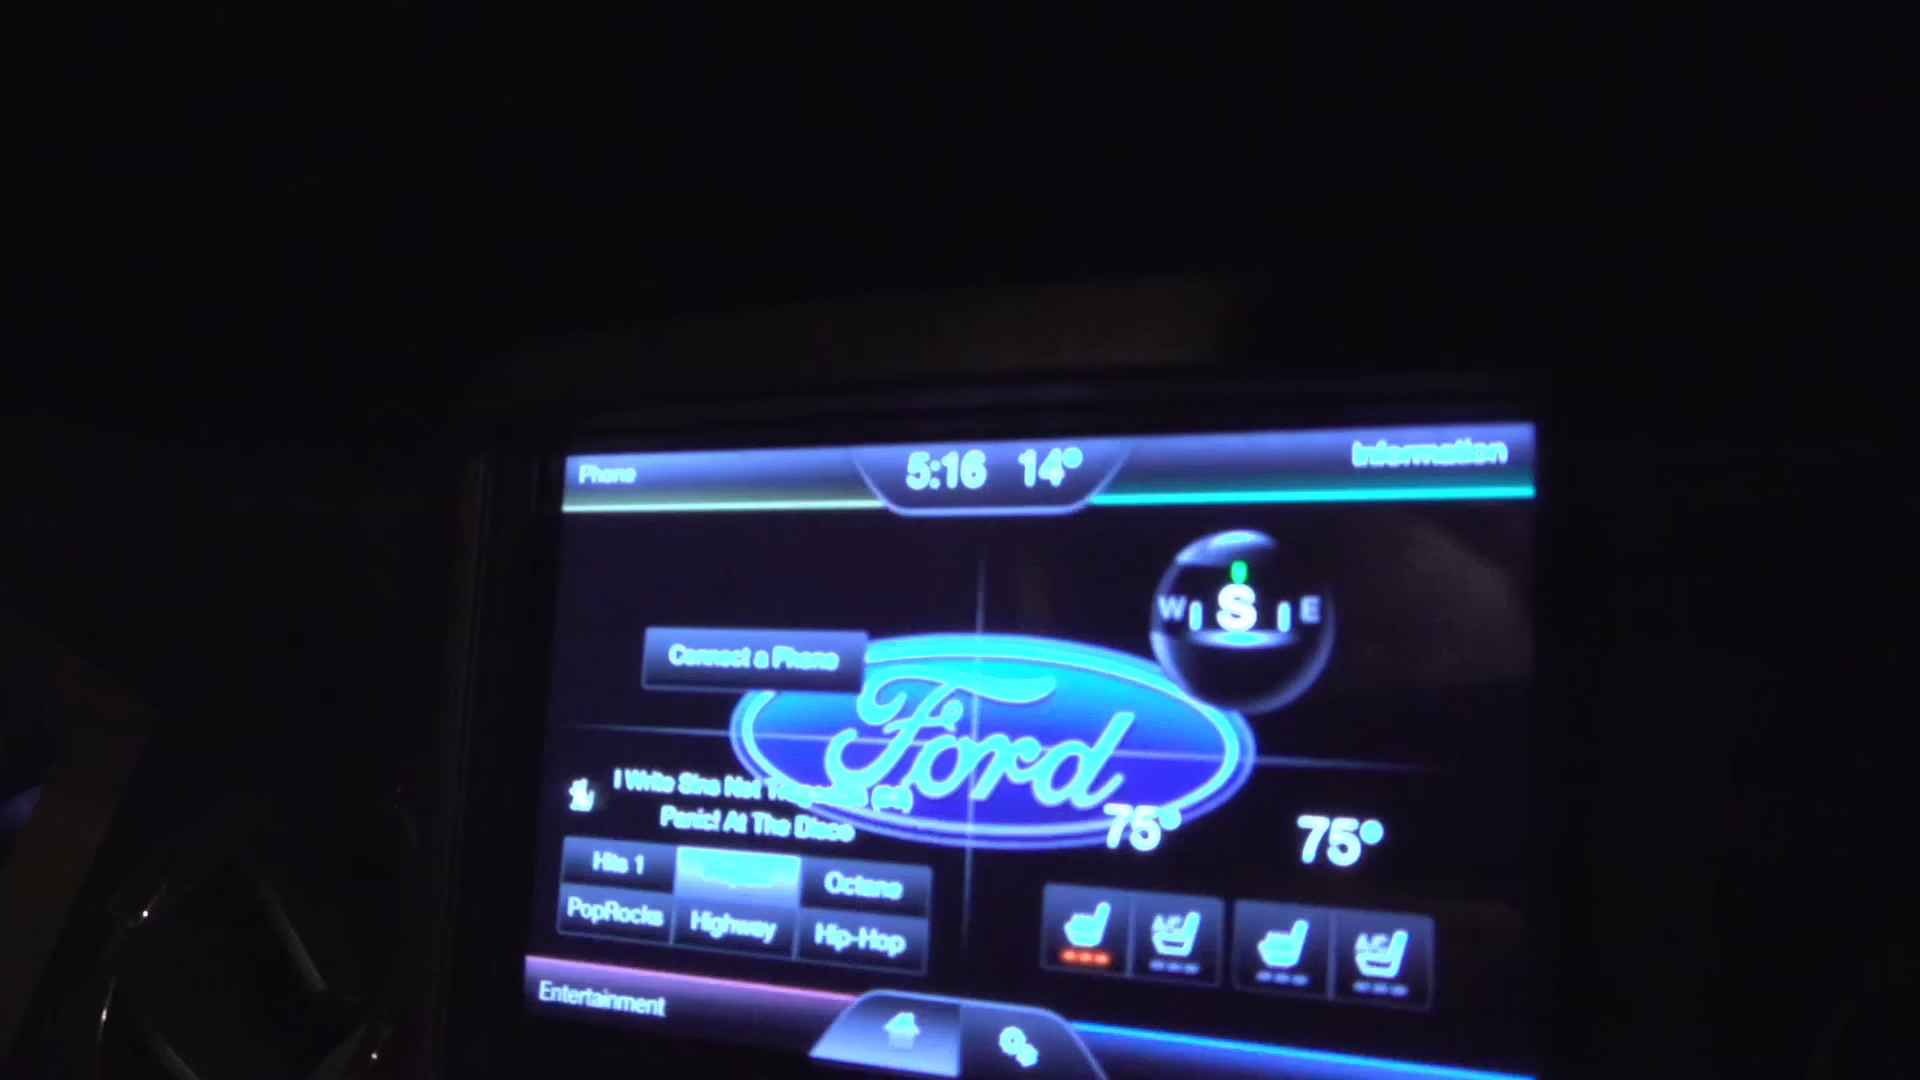 Phone
5:16 14°
Information
W S E
Connect a Phone
Ford
I Write Sins Not
Panic! At The Disco
75° 75°
Hits 1
Octane
PopRocks
Highway
Hip-Hop
A/C
A/C
Entertainment